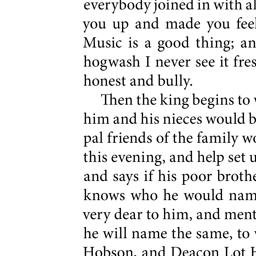 everybody joined in with al
you up and made you feel
Music is a good thing; an
hogwash I never see it fres
honest and bully.
Then the king begins to
him and his nieces would b
pal friends of the family wo
this evening, and help set u
and says if his poor brothe
knows who he would nam
very dear to him, and ment
he will name the same, to
Hobson, and Deacon Lot H